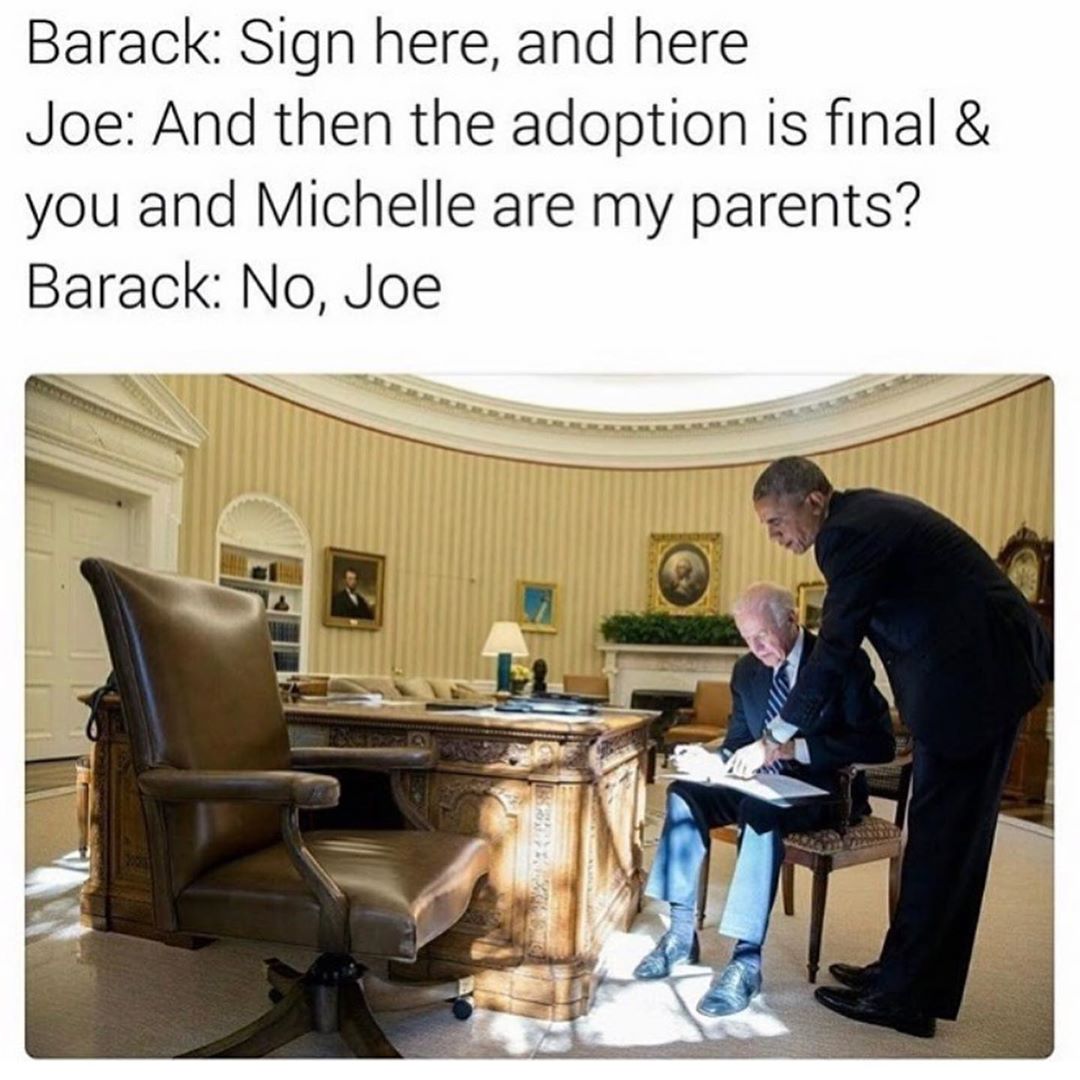 Barack: Sign here, and here
Joe: And then the adoption is final &
you and Michelle are my parents?
Barack: No, Joe